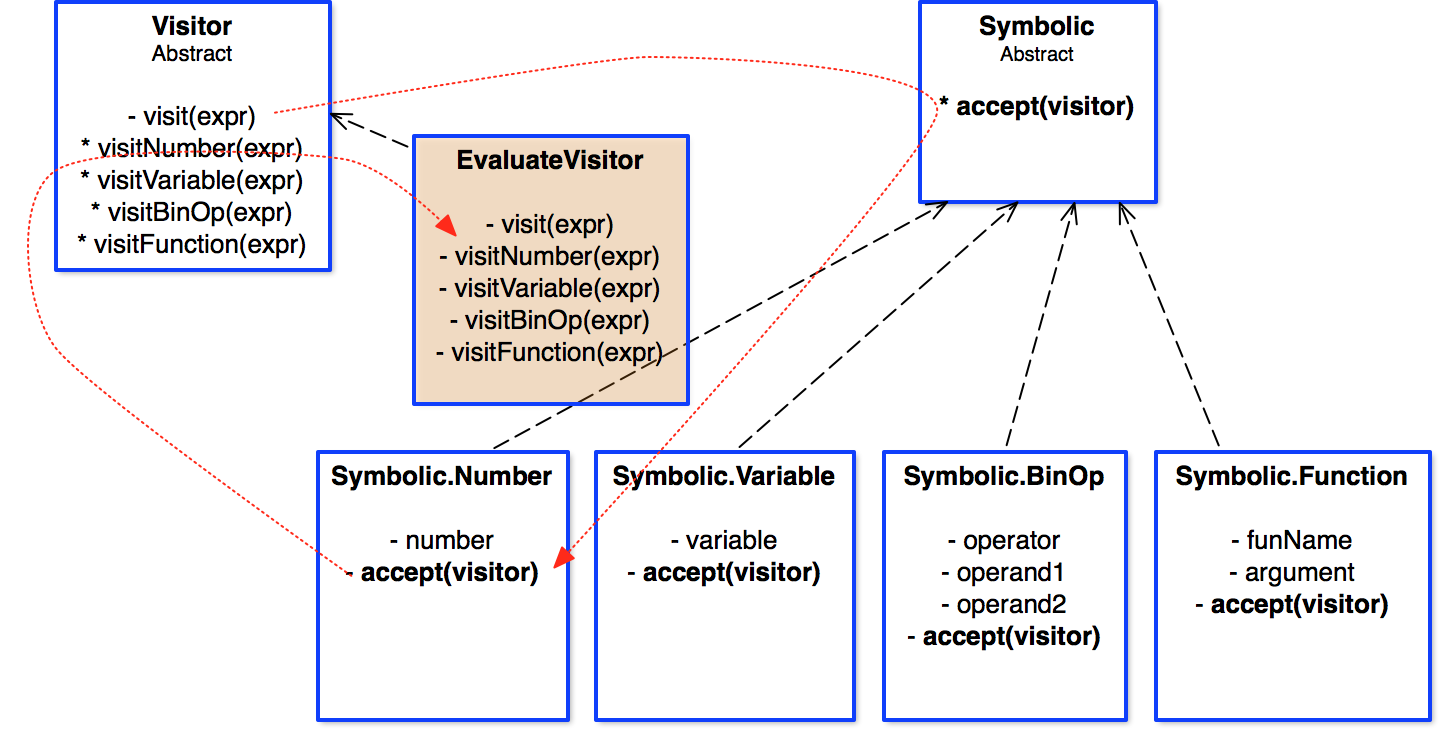 Visitor
Abstract
- visit(expr)
* visitNumber(expr)
* visitVariable(expr)
* visitBinOp(expr)
* visitFunction(expr)
EvaluateVisitor
- visit(expr)
- visitNumber(expr)
- visitVariable(expr)
- visitBinOp(expr)
- visitFunction(expr)
Symbolic
Abstract
* accept(visitor)
Symbolic.Number
- number
- accept(visitor)
Symbolic.Variable
- variable
- accept(visitor)
Symbolic.BinOp
- operator
- operand1
- operand2
- accept(visitor)
Symbolic.Function
- funName
- argument
- accept(visitor)